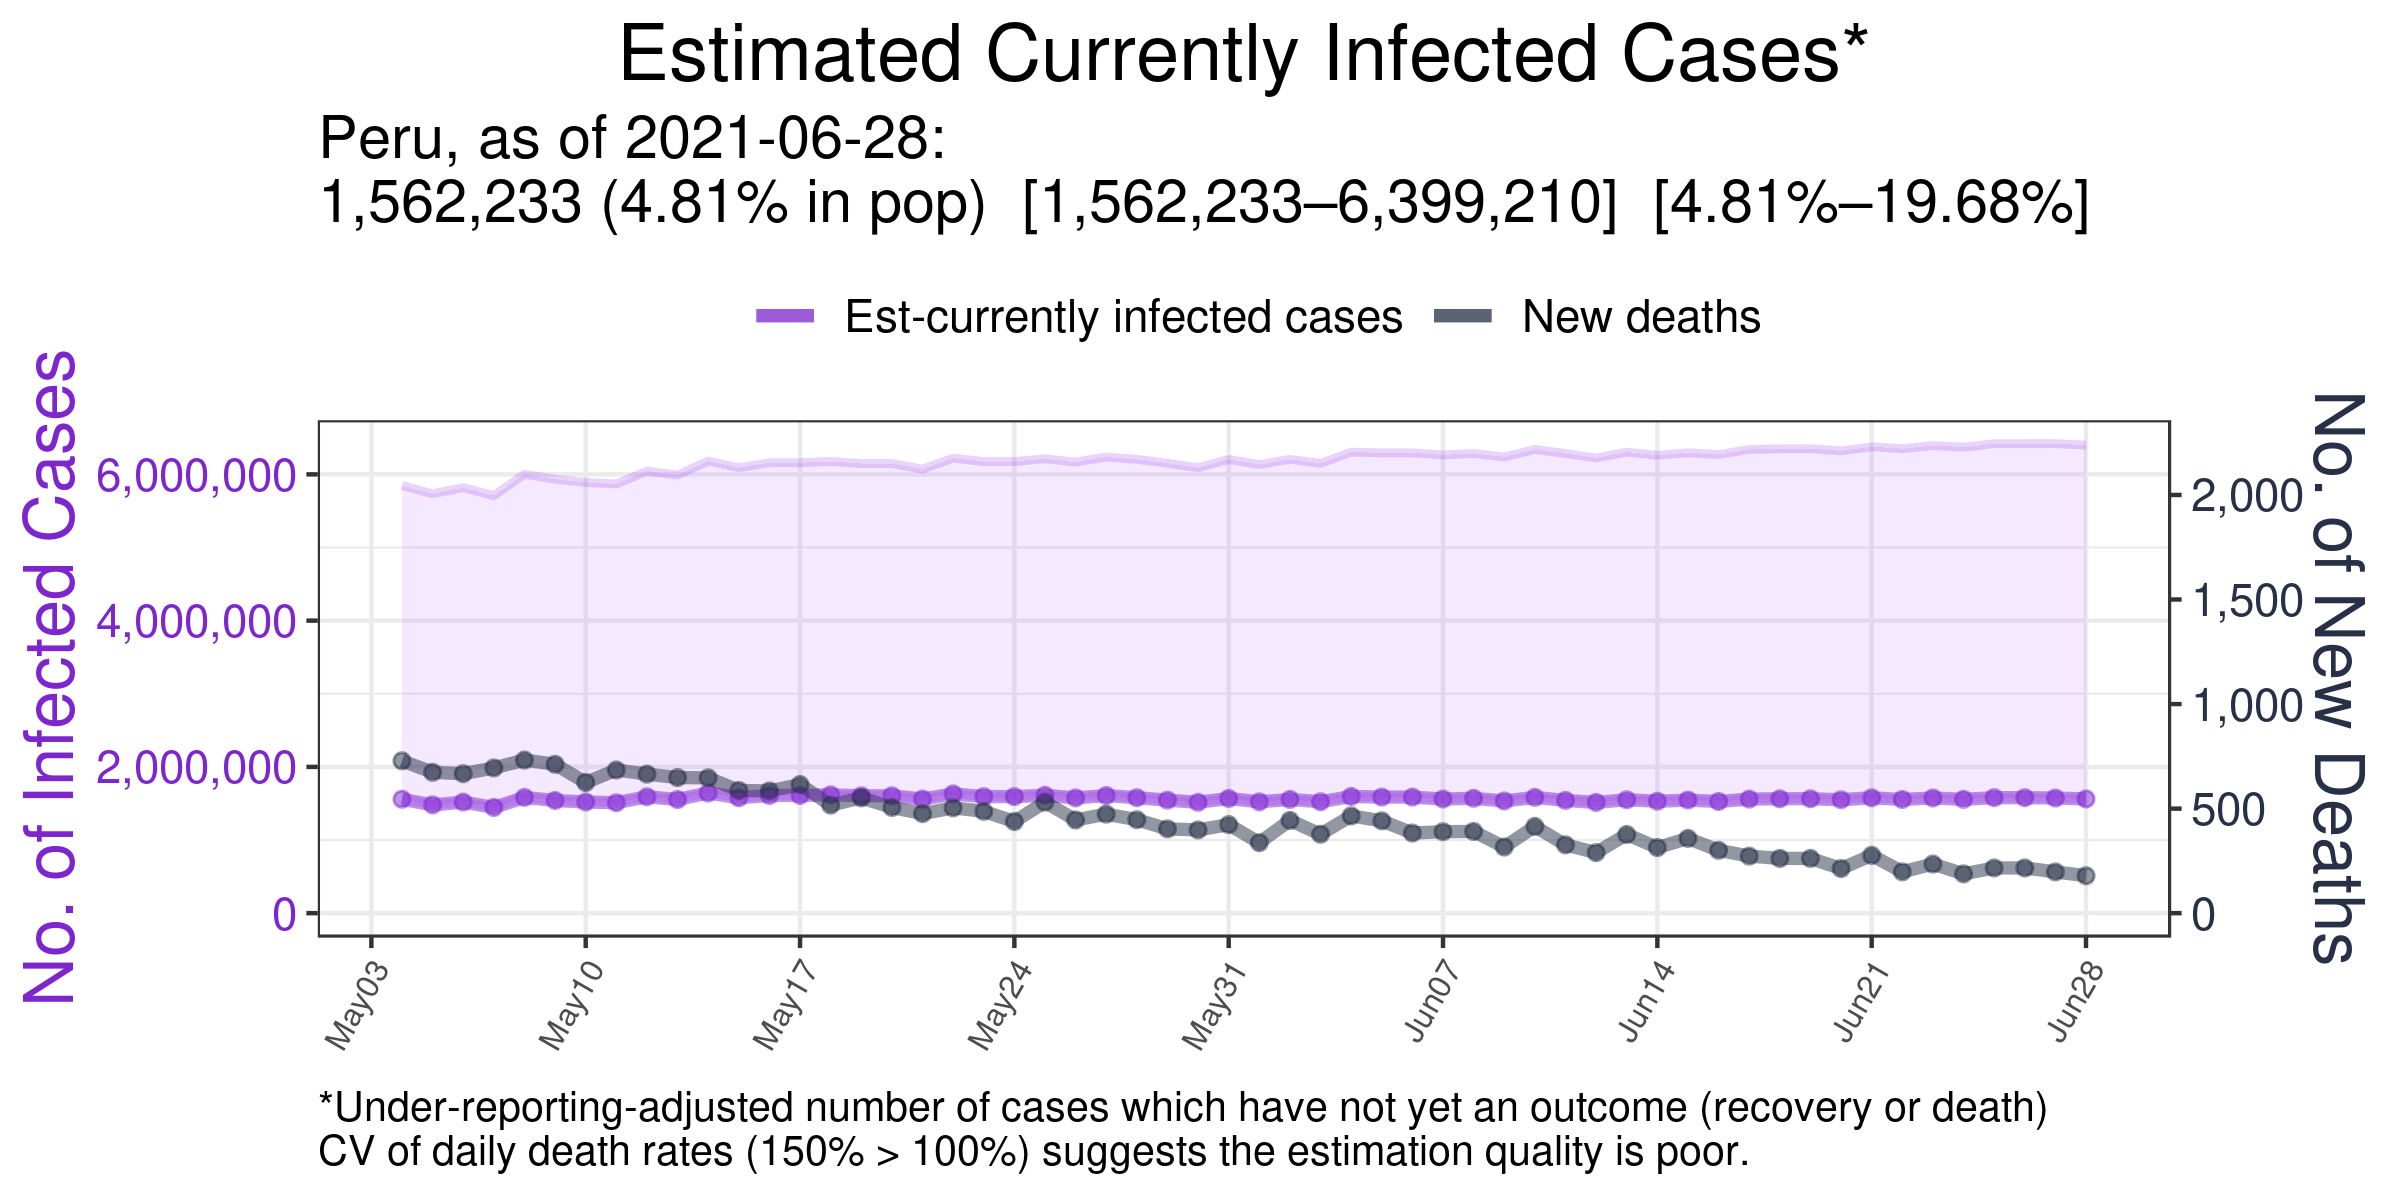 Estimated Currently Infected Cases*
Peru, as of 2021-06-28:
1,562,233 (4.81% in pop)  [1,562,233–6,399,210]  [4.81%–19.68%]
Est-currently infected cases
New deaths
No. of Infected Cases
6,000,000
4,000,000
2,000,000
0
2,000
1,500
1,000
500
0
No. of New Deaths
May03
May10
May17
May24
May31
Jun07
Jun14
Jun21
Jun28
*Under-reporting-adjusted number of cases which have not yet an outcome (recovery or death)
CV of daily death rates (150% > 100%) suggests the estimation quality is poor.